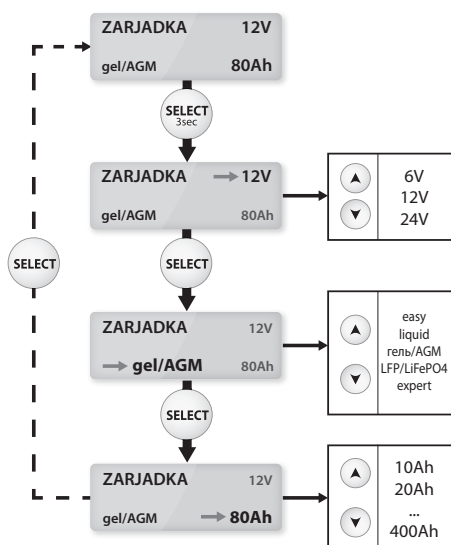 ZARJADKA 12V
gel/AGM 80Ah
SELECT
3sec
ZARJADKA 12V
gel/AGM 80Ah
6V
12V
24V
SELECT
SELECT
ZARJADKA 12V
gel/AGM 80Ah
easy
liquid
гель/AGM
LFP/LiFePO4
expert
SELECT
ZARJADKA 12V
gel/AGM 80Ah
10Ah
20Ah
...
400Ah